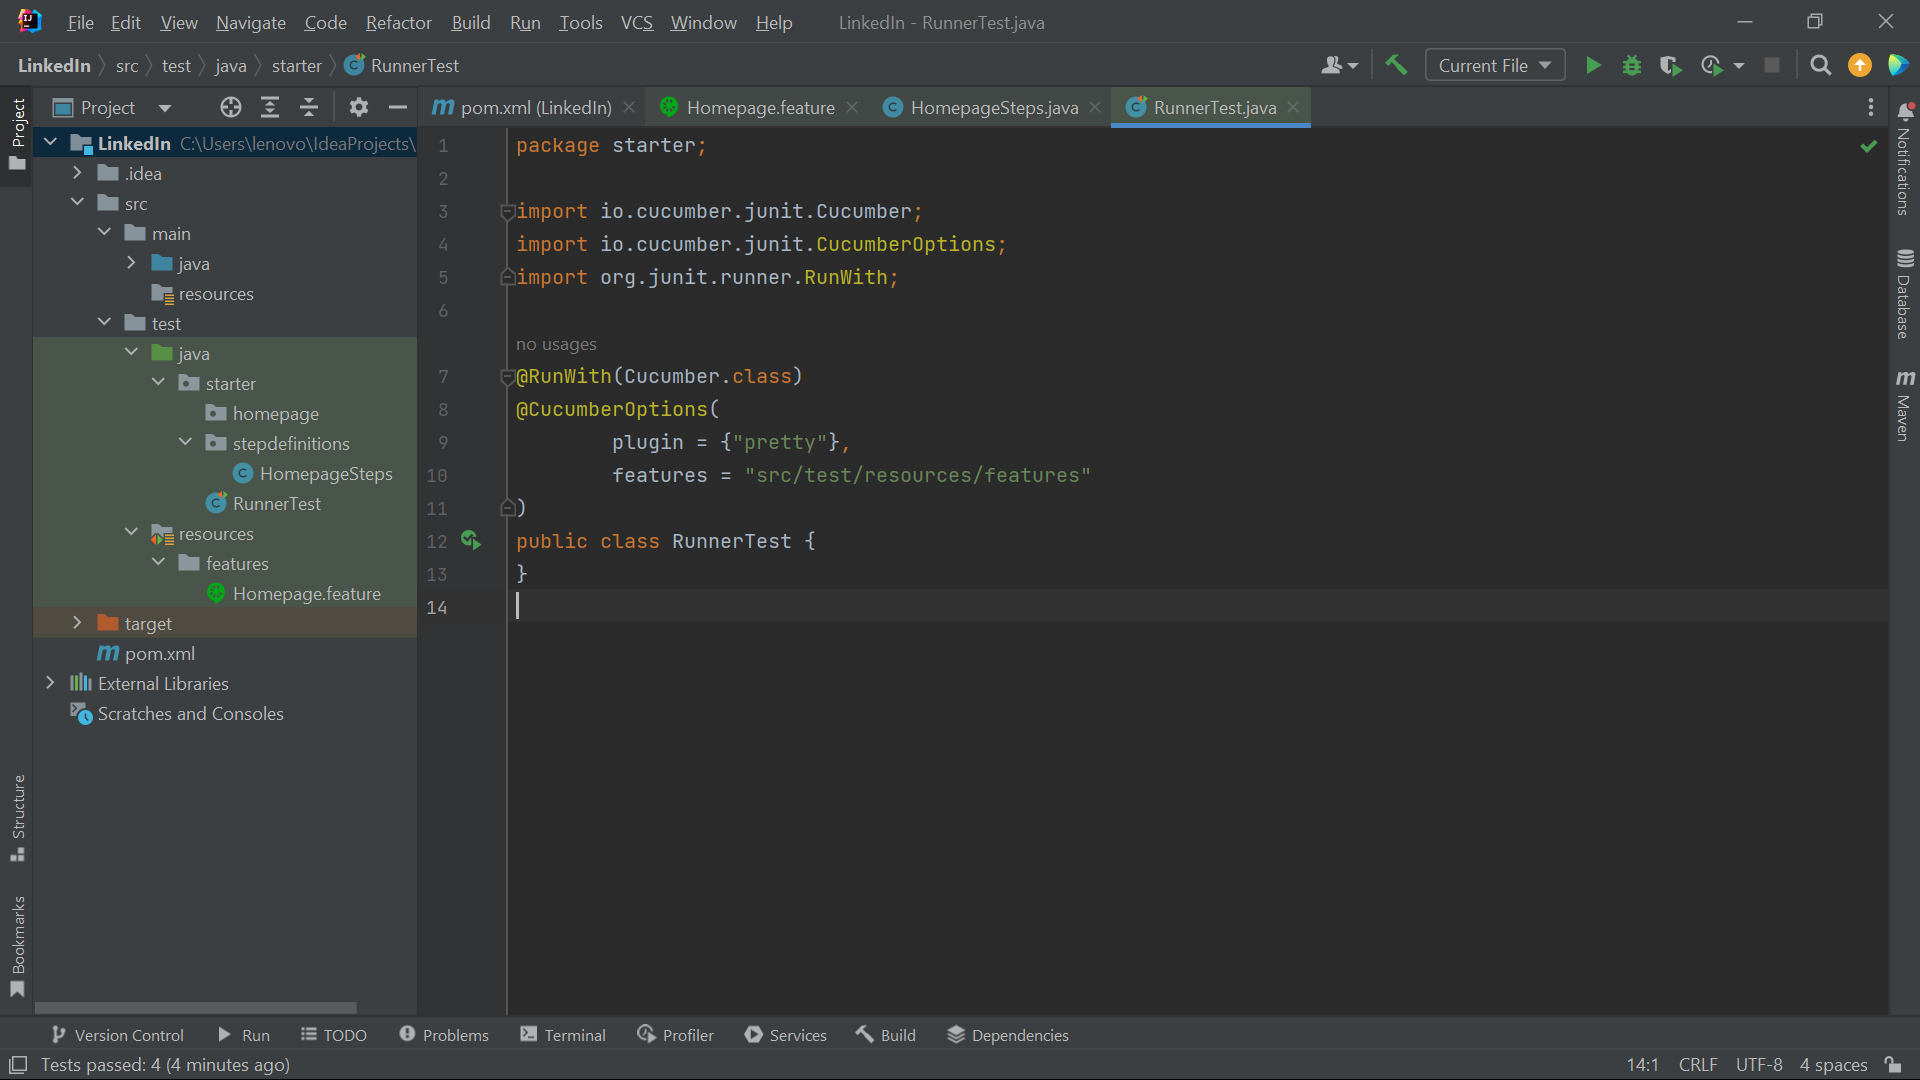 File Edit View Navigate Code Refactor Build Run Tools VCS Window Help LinkedIn - RunnerTest.java
LinkedIn src test java starter RunnerTest Current File
Project pom.xml (LinkedIn) Homepage.feature HomepageSteps.java RunnerTest.java
Project
Structure
Bookmarks
LinkedIn C:\Users\lenovo\IdeaProjects\
.idea
src
main
java
resources
test
java
starter
homepage
stepdefinitions
HomepageSteps
RunnerTest
resources
features
Homepage.feature
target
pom.xml
External Libraries
Scratches and Consoles
1 package starter;
2
3 import io.cucumber.junit.Cucumber;
4 import io.cucumber.junit.CucumberOptions;
5 import org.junit.runner.RunWith;
6
no usages
7 @RunWith(Cucumber.class)
8 @CucumberOptions(
9 plugin = {"pretty"},
10 features = "src/test/resources/features"
11 )
12 public class RunnerTest {
13 }
14
Notifications
Database
m Maven
Version Control Run TODO Problems Terminal Profiler Services Build Dependencies
Tests passed: 4 (4 minutes ago) 14:1 CRLF UTF-8 4 spaces